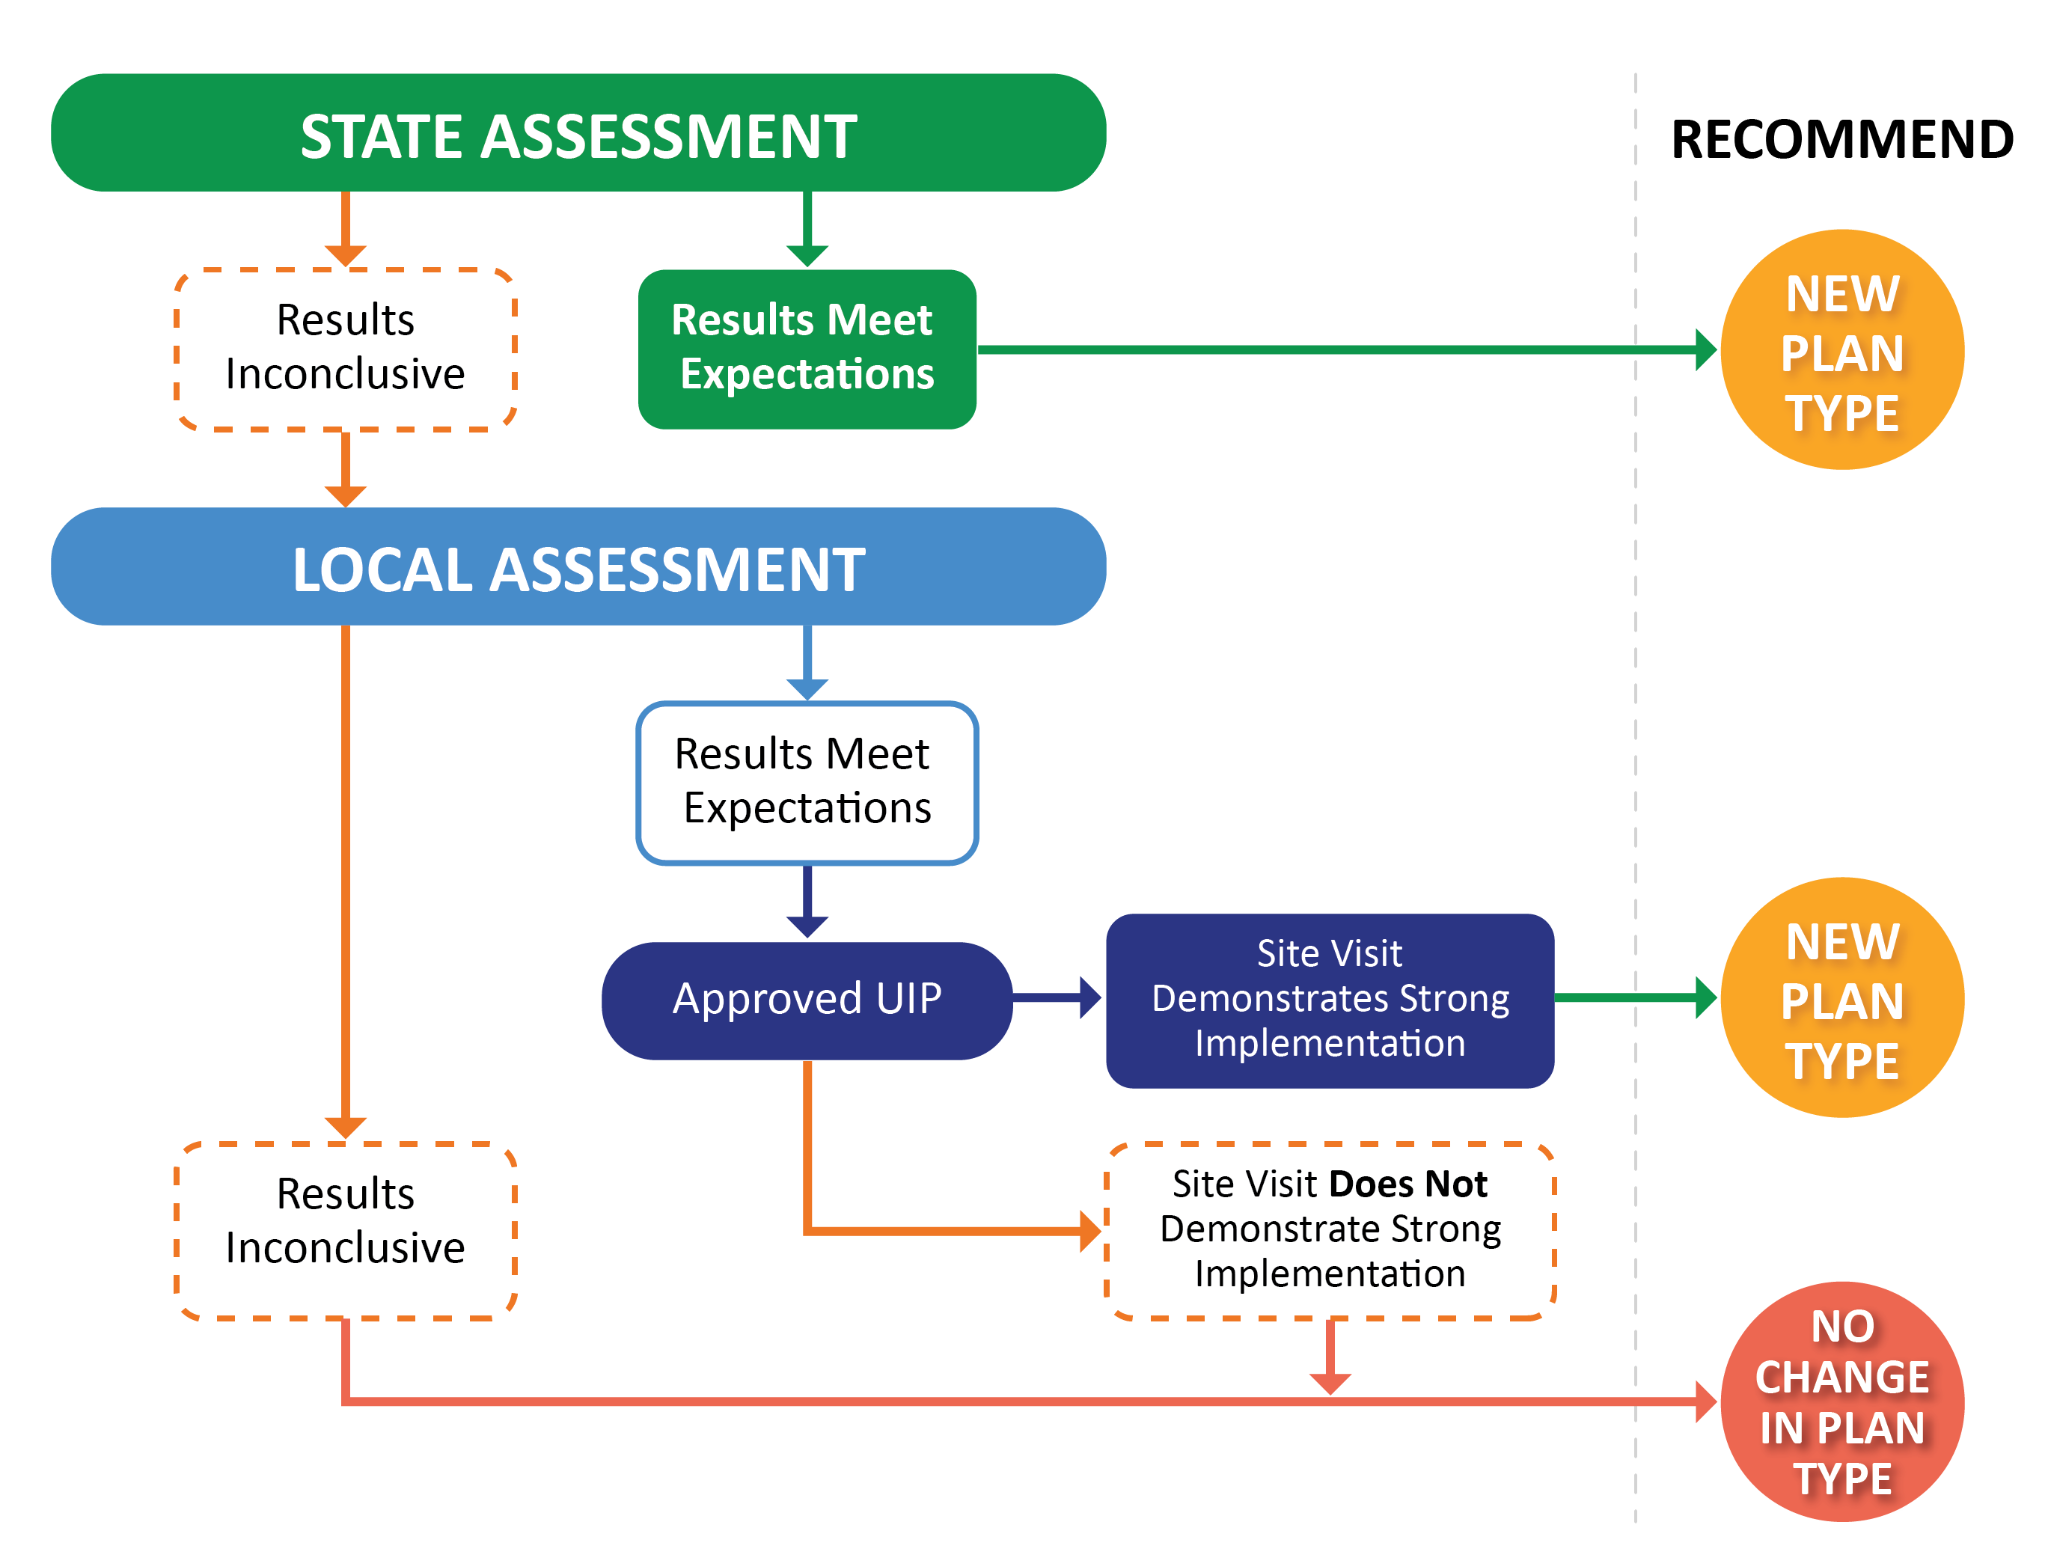 STATE ASSESSMENT
RECOMMEND
Results
Inconclusive
Results Meet
Expectations
NEW
PLAN
TYPE
LOCAL ASSESSMENT
Results Meet
Expectations
Approved UIP
Site Visit
Demonstrates Strong
Implementation
NEW
PLAN
TYPE
Results
Inconclusive
Site Visit Does Not
Demonstrate Strong
Implementation
NO
CHANGE
IN PLAN
TYPE